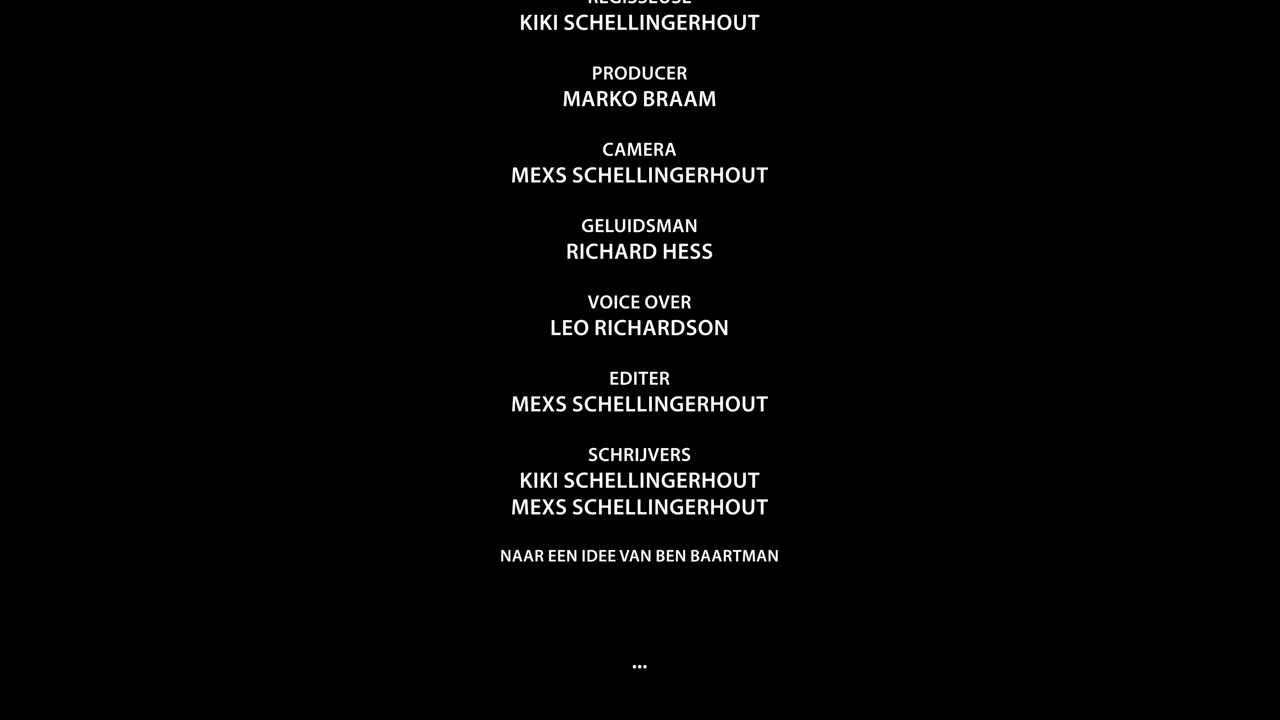 REGISSEUSE
KIKI SCHELLINGERHOUT
PRODUCER
MARKO BRAAM
CAMERA
MEXS SCHELLINGERHOUT
GELUIDSMAN
RICHARD HESS
VOICE OVER
LEO RICHARDSON
EDITER
MEXS SCHELLINGERHOUT
SCHRIJVERS
KIKI SCHELLINGERHOUT
MEXS SCHELLINGERHOUT
NAAR EEN IDEE VAN BEN BAARTMAN
...